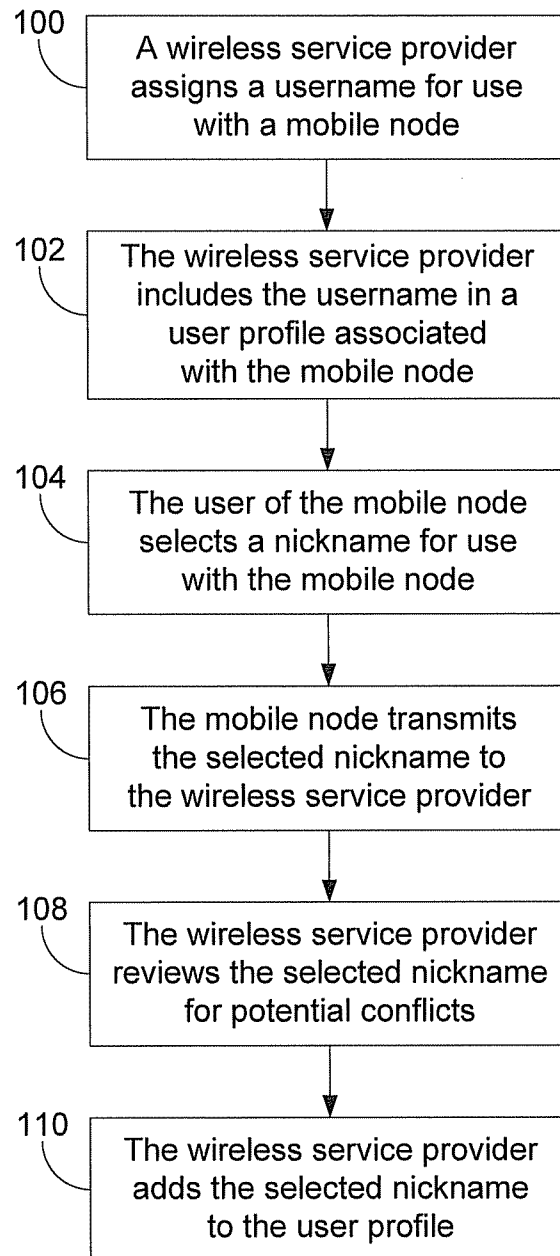 100
A wireless service provider
assigns a username for use
with a mobile node
102
The wireless service provider
includes the username in a
user profile associated
with the mobile node
104
The user of the mobile node
selects a nickname for use
with the mobile node
106
The mobile node transmits
the selected nickname to
the wireless service provider
108
The wireless service provider
reviews the selected nickname
for potential conflicts
110
The wireless service provider
adds the selected nickname
to the user profile